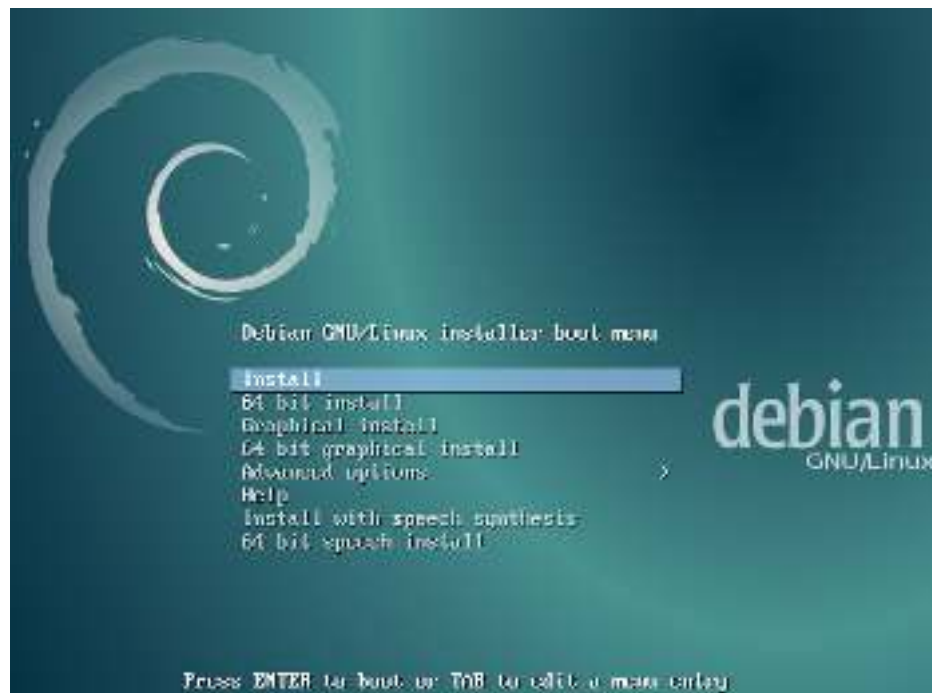 Debian GNU/Linux installer boot menu
Install
64 bit install
Graphical install
64 bit graphical install
Advanced options >
Help
Install with speech synthesis
64 bit speech install
debian
GNU/Linux
Press ENTER to boot or TAB to edit a menu entry